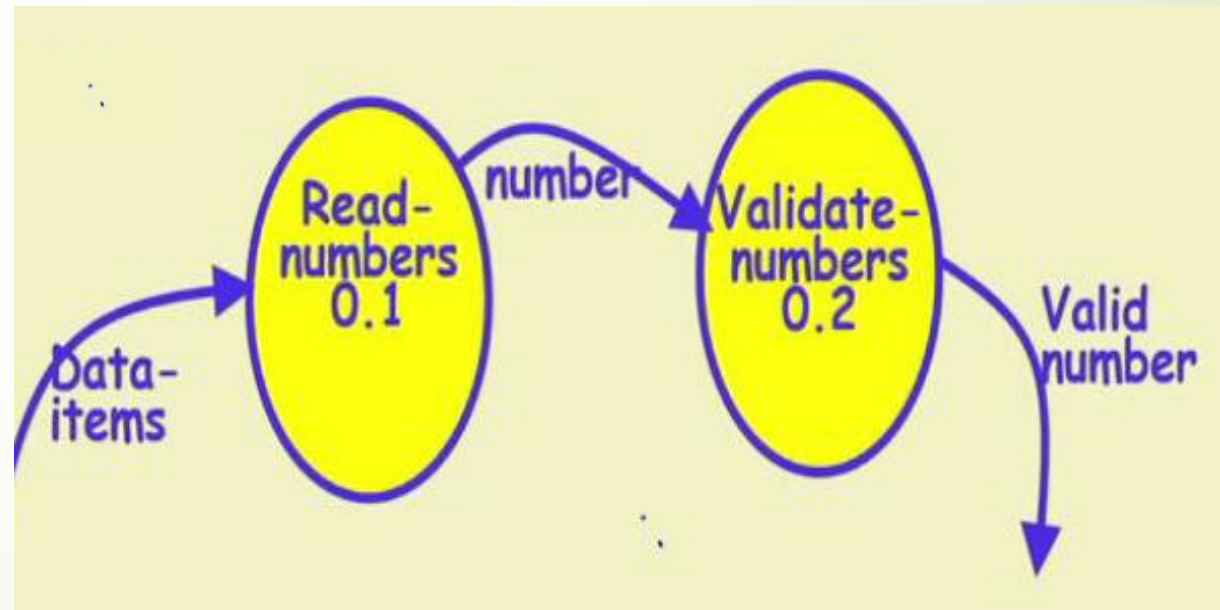 Data-
items
Read-
numbers
0.1
number
Validate-
numbers
0.2
Valid
number